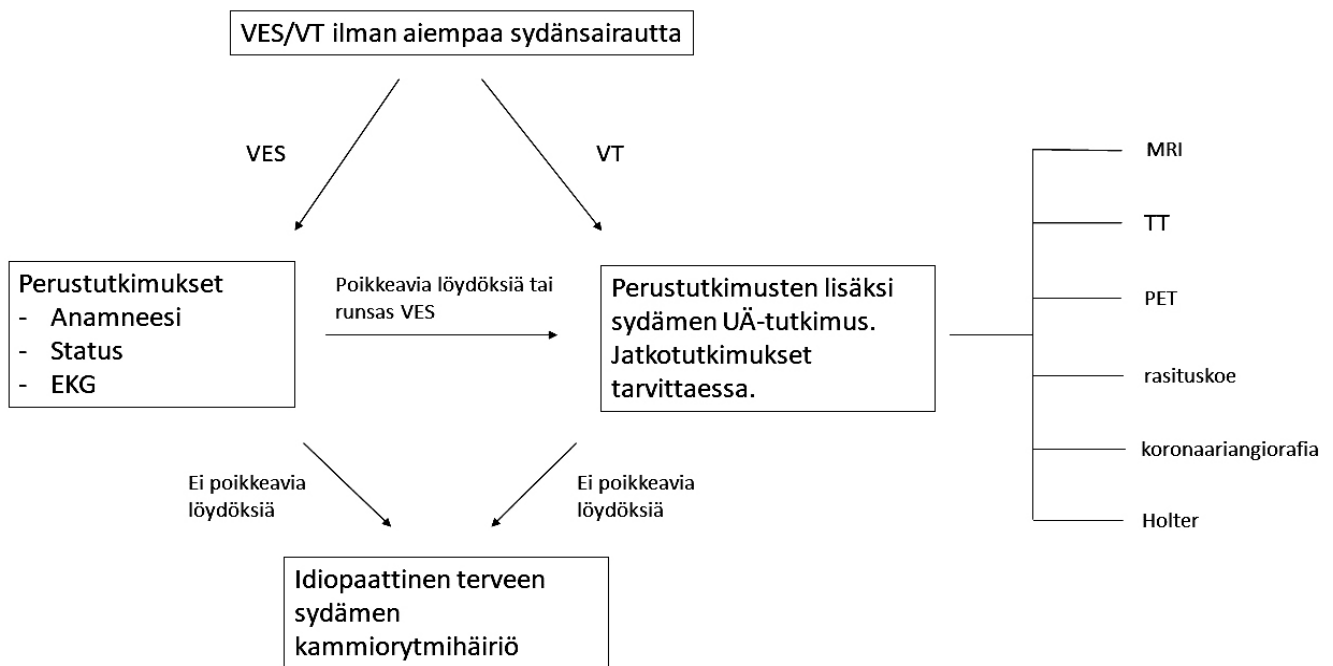 VES/VT ilman aiempaa sydänsairautta
VES
VT
Perustutkimukset
- Anamneesi
- Status
- EKG
Poikkeavia löydöksiä tai
runsas VES
Perustutkimusten lisäksi
sydämen UÄ-tutkimus.
Jatkotutkimukset
tarvittaessa.
MRI
TT
PET
rasituskoe
koronaariangiorafia
Holter
Ei poikkeavia
löydöksiä
Ei poikkeavia
löydöksiä
Idiopaattinen terveen
sydämen
kammiorytmihäiriö